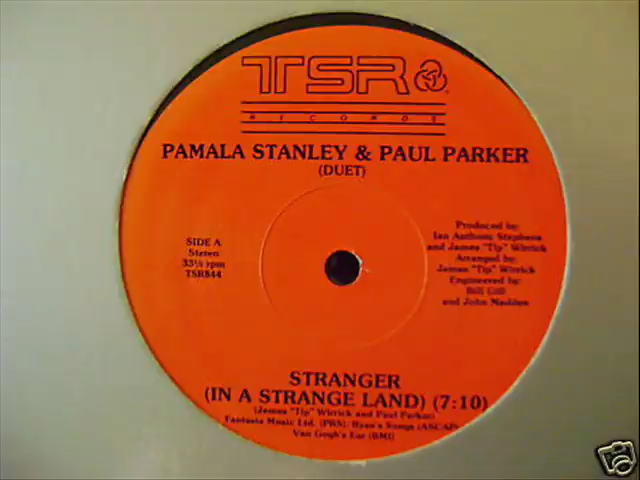 TSR
RECORDS
PAMALA STANLEY & PAUL PARKER
(DUET)
SIDE A
Stereo
33⅓ rpm
TSR844
Produced by:
Ian Anthony Stephens
and James "Tip" Wirrick
Arranged by:
James "Tip" Wirrick
Engineered by:
Bill Gill
and John Madden
STRANGER
(IN A STRANGE LAND) (7:10)
(James "Tip" Wirrick and Paul Parker)
Fantasia Music Ltd. (PRS)/ Ryan's Songs (ASCAP)
Van Gogh's Ear (BMI)